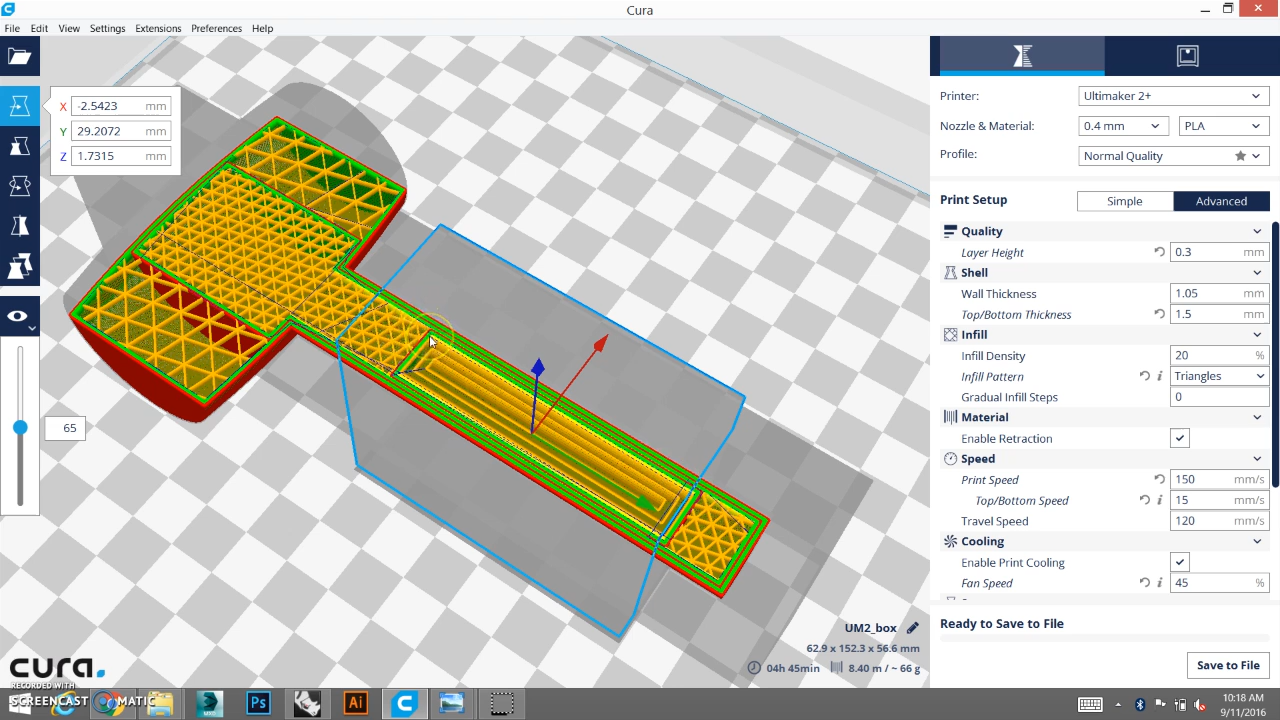 Cura
File Edit View Settings Extensions Preferences Help
X -2.5423 mm
Y 29.2072 mm
Z 1.7315 mm
65
Printer: Ultimaker 2+
Nozzle & Material: 0.4 mm PLA
Profile: Normal Quality
Print Setup Simple Advanced
Quality
Layer Height 0.3 mm
Shell
Wall Thickness 1.05 mm
Top/Bottom Thickness 1.5 mm
Infill
Infill Density 20 %
Infill Pattern Triangles
Gradual Infill Steps 0
Material
Enable Retraction
Speed
Print Speed 150 mm/s
Top/Bottom Speed 15 mm/s
Travel Speed 120 mm/s
Cooling
Enable Print Cooling
Fan Speed 45 %
UM2_box
62.9 x 152.3 x 56.6 mm
04h 45min 8.40 m / ~ 66 g
Ready to Save to File
Save to File
cura.
RECORDED WITH
SCREENCAST MATIC
Ps
Ai
10:18 AM
9/11/2016